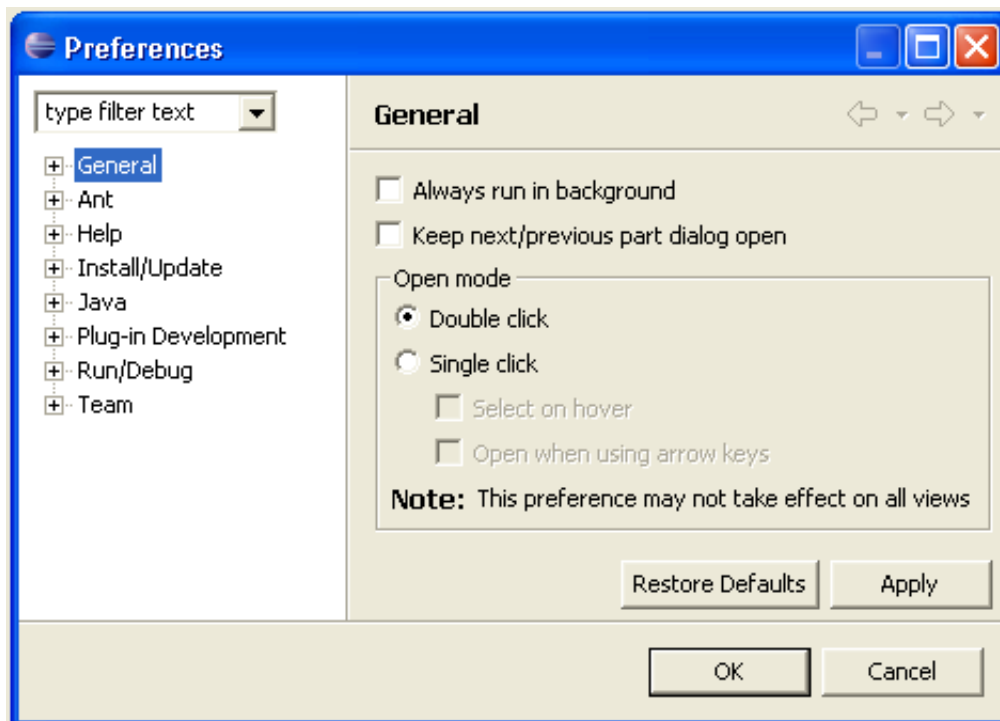 Preferences
type filter text
General
Ant
Help
Install/Update
Java
Plug-in Development
Run/Debug
Team
General
Always run in background
Keep next/previous part dialog open
Open mode
Double click
Single click
Select on hover
Open when using arrow keys
Note: This preference may not take effect on all views
Restore Defaults
Apply
OK
Cancel